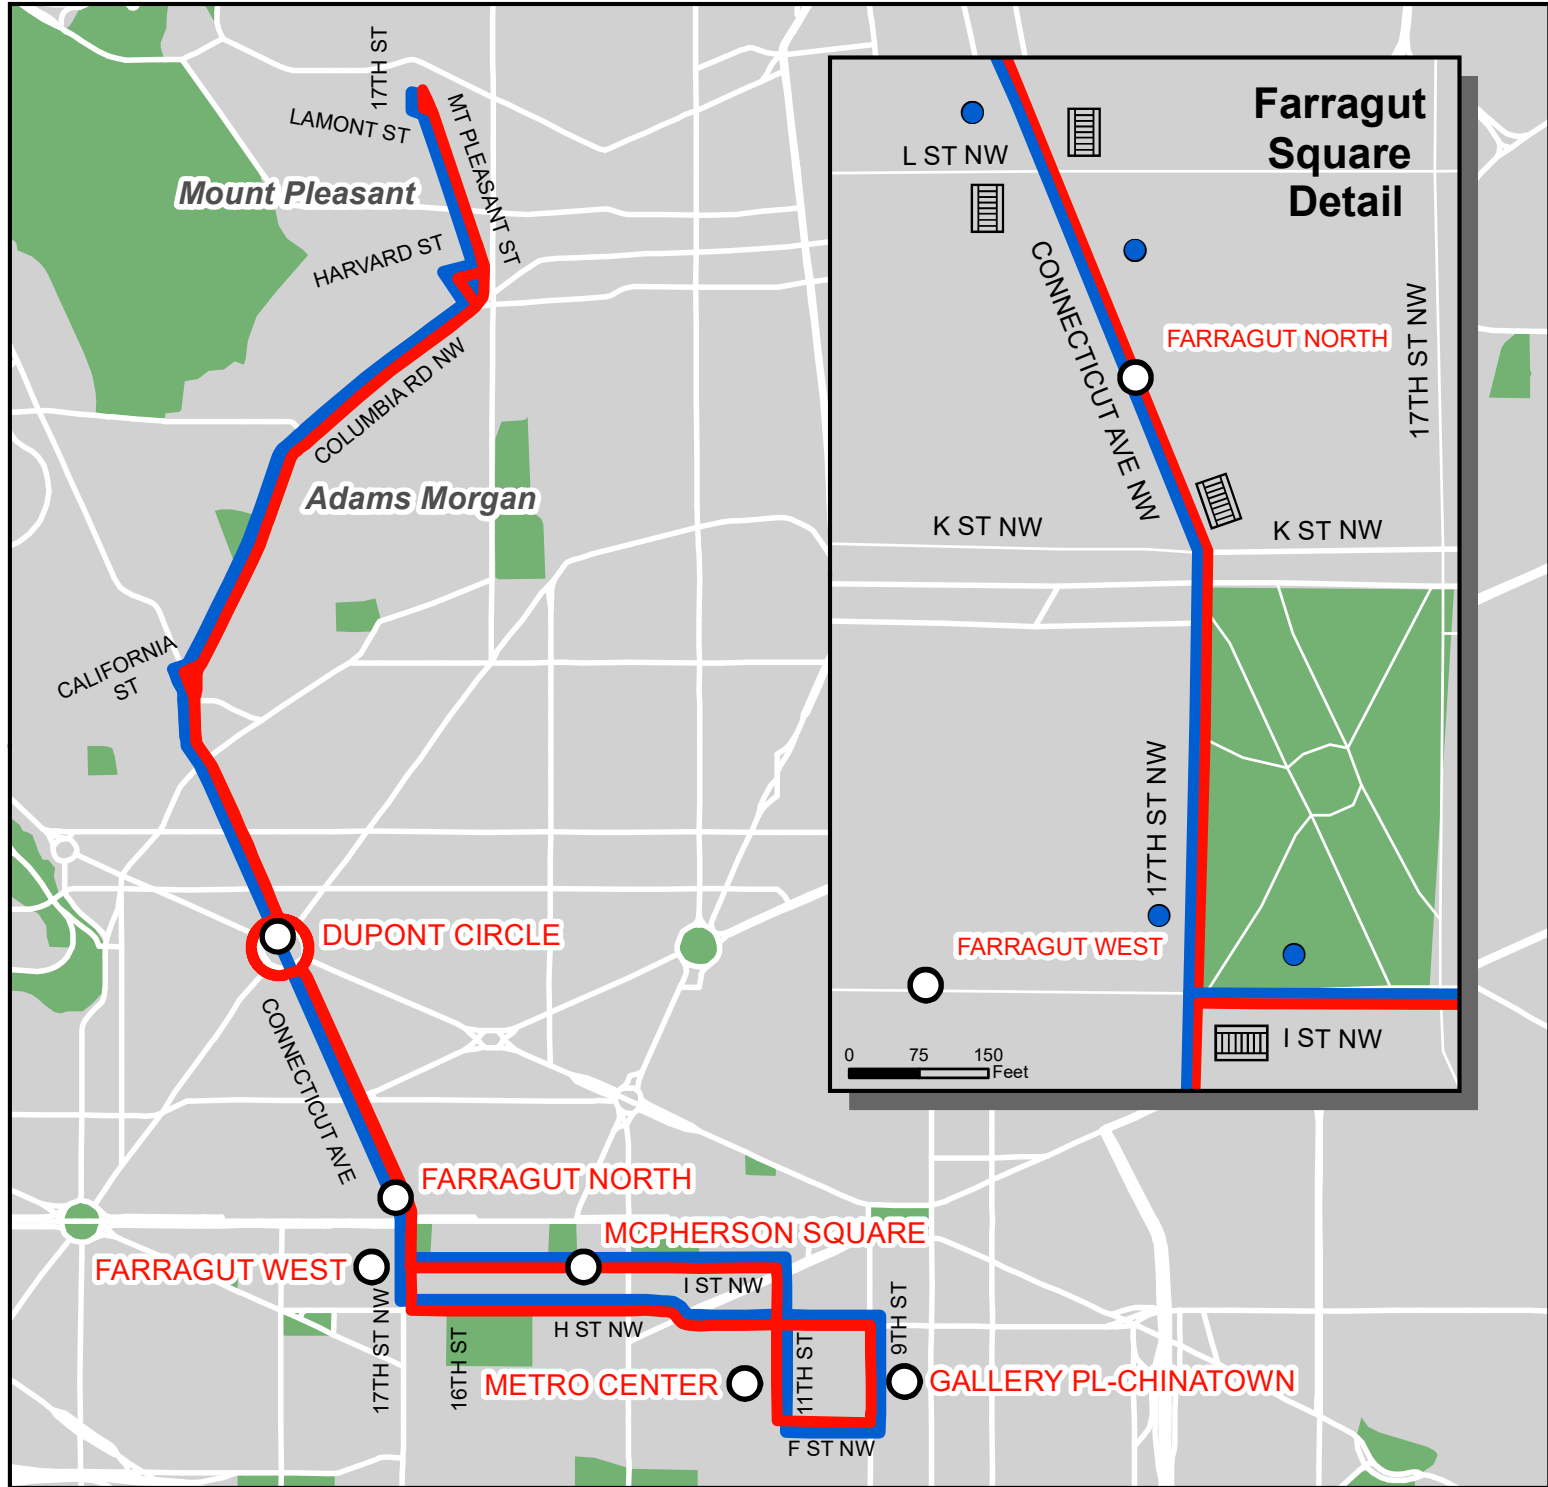 17TH ST
LAMONT ST
MT PLEASANT ST
Mount Pleasant
HARVARD ST
COLUMBIA RD NW
Adams Morgan
CALIFORNIA
ST
DUPONT CIRCLE
CONNECTICUT AVE
FARRAGUT NORTH
MCPHERSON SQUARE
FARRAGUT WEST
I ST NW
17TH ST NW
16TH ST
H ST NW
11TH ST
9TH ST
METRO CENTER
GALLERY PL-CHINATOWN
F ST NW
Farragut
Square
Detail
L ST NW
CONNECTICUT AVE NW
FARRAGUT NORTH
17TH ST NW
K ST NW
K ST NW
17TH ST NW
FARRAGUT WEST
I ST NW
0 75 150
Feet